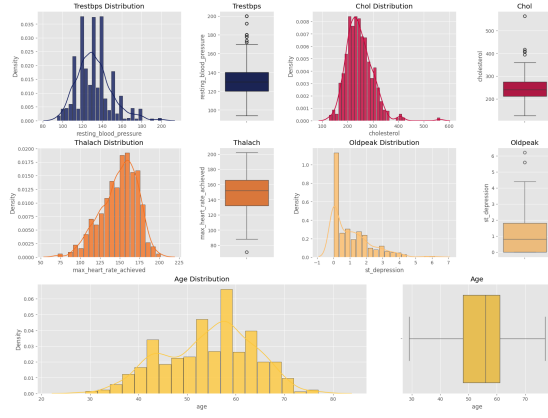 Trestbps Distribution
Trestbps
Chol Distribution
Chol
Density
0.035
0.030
0.025
0.020
0.015
0.010
0.005
0.000
80 100 120 140 160 180 200
resting_blood_pressure
resting_blood_pressure
200
180
160
140
120
100
Density
0.008
0.007
0.006
0.005
0.004
0.003
0.002
0.001
0.000
100 200 300 400 500 600
cholesterol
cholesterol
500
400
300
200
Thalach Distribution
Thalach
Oldpeak Distribution
Oldpeak
Density
0.0200
0.0175
0.0150
0.0125
0.0100
0.0075
0.0050
0.0025
0.0000
50 75 100 125 150 175 200 225
max_heart_rate_achieved
max_heart_rate_achieved
200
180
160
140
120
100
80
Density
1.0
0.8
0.6
0.4
0.2
0.0
−1 0 1 2 3 4 5 6 7
st_depression
st_depression
6
5
4
3
2
1
0
Age Distribution
Age
Density
0.06
0.05
0.04
0.03
0.02
0.01
0.00
20 30 40 50 60 70 80
age
30 40 50 60 70
age